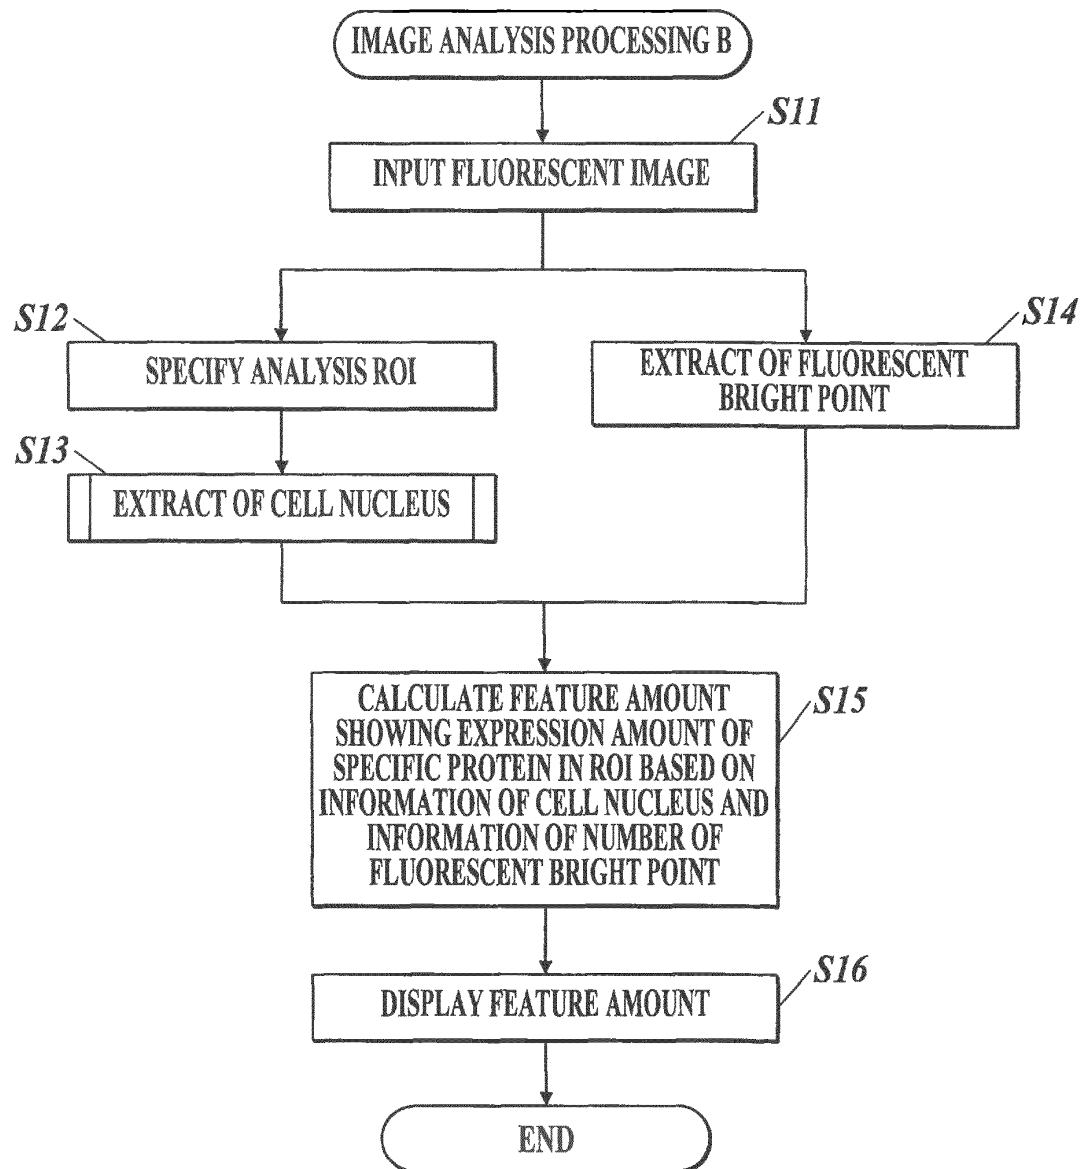 IMAGE ANALYSIS PROCESSING B
S11
INPUT FLUORESCENT IMAGE
S12
SPECIFY ANALYSIS ROI
S13
EXTRACT OF CELL NUCLEUS
S14
EXTRACT OF FLUORESCENT
BRIGHT POINT
S15
CALCULATE FEATURE AMOUNT
SHOWING EXPRESSION AMOUNT OF
SPECIFIC PROTEIN IN ROI BASED ON
INFORMATION OF CELL NUCLEUS AND
INFORMATION OF NUMBER OF
FLUORESCENT BRIGHT POINT
S16
DISPLAY FEATURE AMOUNT
END